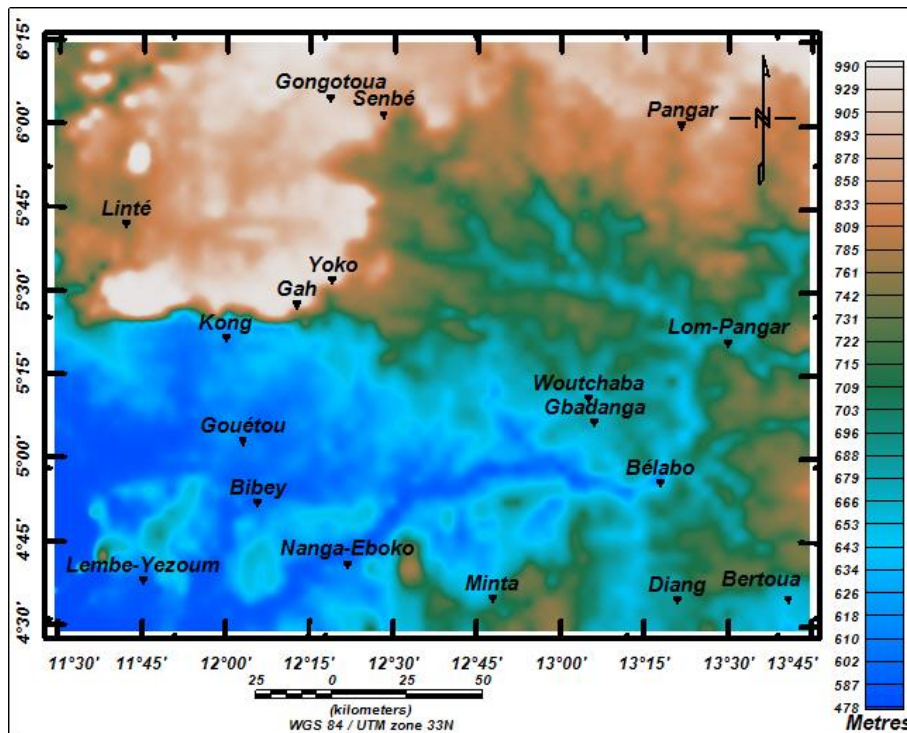 6°15'
6°00'
5°45'
5°30'
5°15'
5°00'
4°45'
4°30'
Gongotoua
Senbé
Pangar
Linté
Yoko
Gah
Kong
Lom-Pangar
Woutchaba
Gbadanga
Gouétou
Bélabo
Bibey
Nanga-Eboko
Lembe-Yezoum
Minta
Diang
Bertoua
N
11°30' 11°45' 12°00' 12°15' 12°30' 12°45' 13°00' 13°15' 13°30' 13°45'
25 0 25 50
(kilometers)
WGS 84 / UTM zone 33N
990
929
905
893
878
858
833
809
785
761
742
731
722
715
709
703
696
688
679
666
653
643
634
626
618
610
602
587
478
Metres